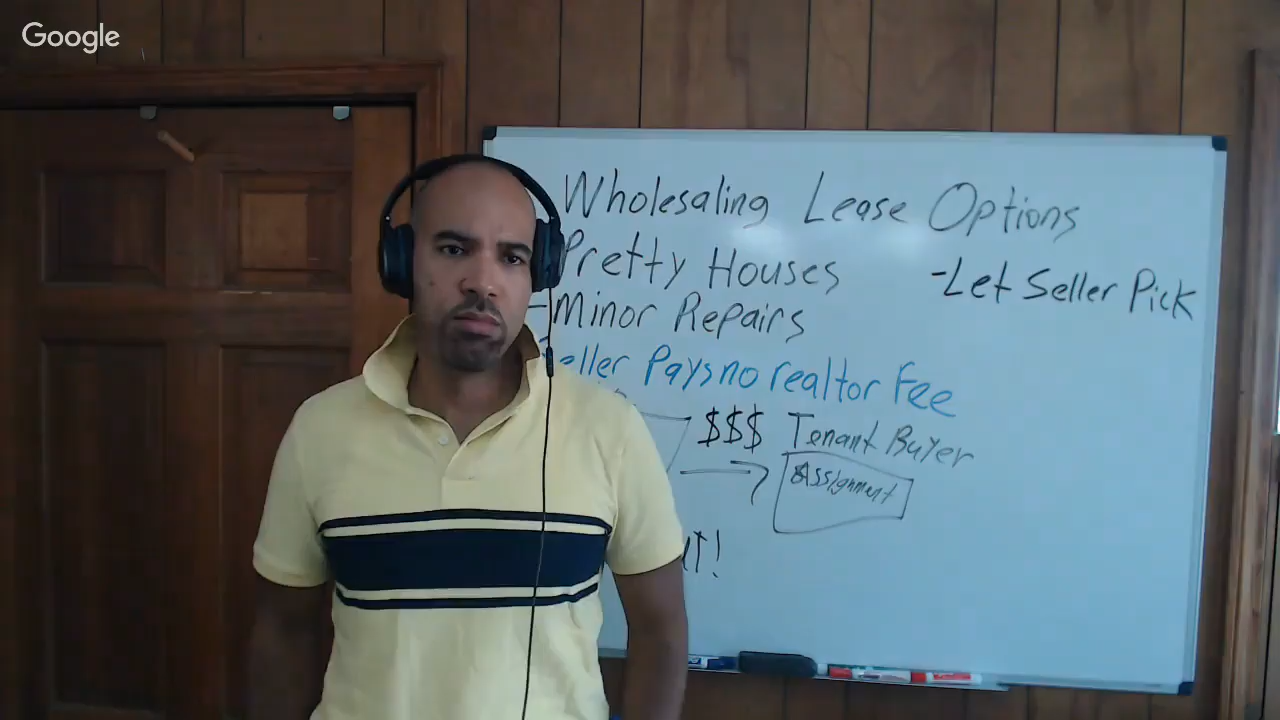 Google
Wholesaling Lease Options
Pretty Houses
-Let Seller Pick
-Minor Repairs
eller Pays no realtor Fee
$$$ Tenant Buyer
Assignment